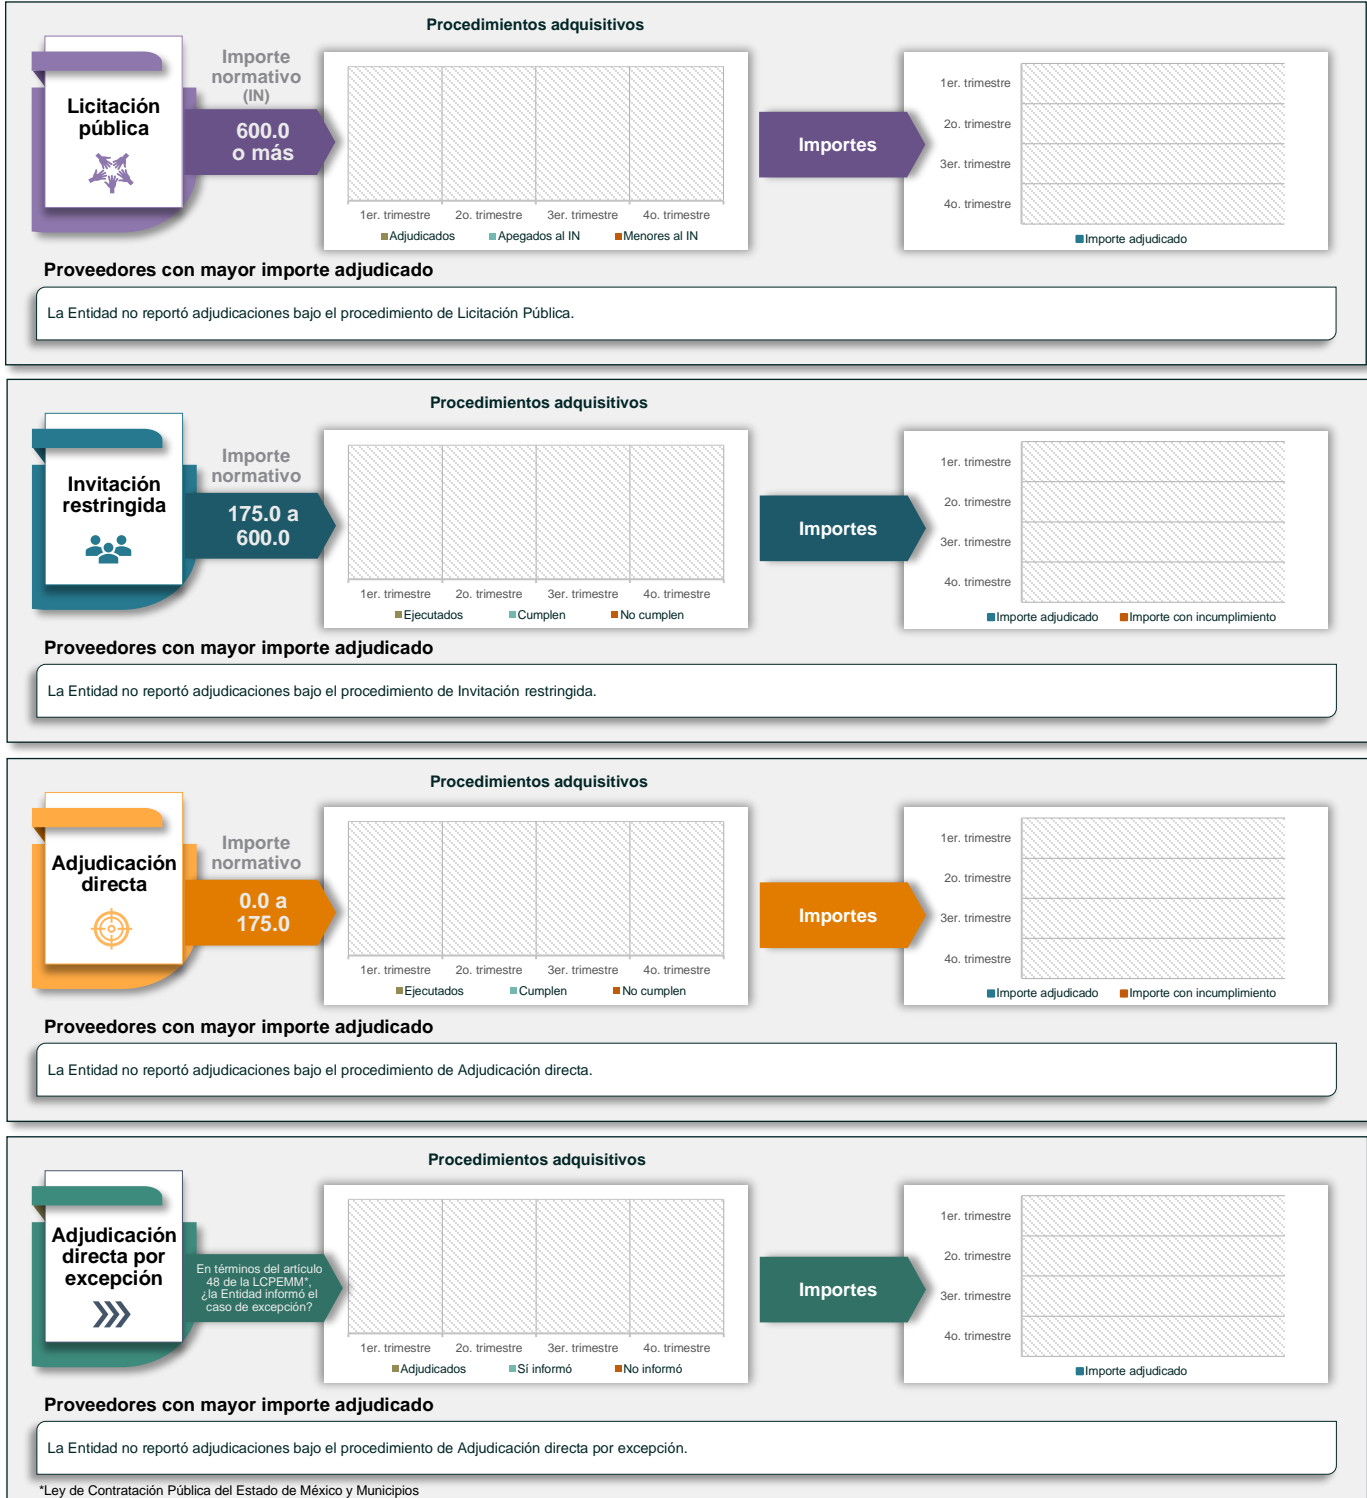 Procedimientos adquisitivos
Licitación
pública
Importe
normativo
(IN)
600.0
o más
1er. trimestre
2o. trimestre
3er. trimestre
4o. trimestre
Adjudicados
Apegados al IN
Menores al IN
Importes
1er. trimestre
2o. trimestre
3er. trimestre
4o. trimestre
Importe adjudicado
Proveedores con mayor importe adjudicado
La Entidad no reportó adjudicaciones bajo el procedimiento de Licitación Pública.
Procedimientos adquisitivos
Invitación
restringida
Importe
normativo
175.0 a
600.0
1er. trimestre
2o. trimestre
3er. trimestre
4o. trimestre
Ejecutados
Cumplen
No cumplen
Importes
1er. trimestre
2o. trimestre
3er. trimestre
4o. trimestre
Importe adjudicado
Importe con incumplimiento
Proveedores con mayor importe adjudicado
La Entidad no reportó adjudicaciones bajo el procedimiento de Invitación restringida.
Procedimientos adquisitivos
Adjudicación
directa
Importe
normativo
0.0 a
175.0
1er. trimestre
2o. trimestre
3er. trimestre
4o. trimestre
Ejecutados
Cumplen
No cumplen
Importes
1er. trimestre
2o. trimestre
3er. trimestre
4o. trimestre
Importe adjudicado
Importe con incumplimiento
Proveedores con mayor importe adjudicado
La Entidad no reportó adjudicaciones bajo el procedimiento de Adjudicación directa.
Procedimientos adquisitivos
Adjudicación
directa por
excepción
En términos del artículo
48 de la LCPEMM*,
¿la Entidad informó el
caso de excepción?
1er. trimestre
2o. trimestre
3er. trimestre
4o. trimestre
Adjudicados
Sí informó
No informó
Importes
1er. trimestre
2o. trimestre
3er. trimestre
4o. trimestre
Importe adjudicado
Proveedores con mayor importe adjudicado
La Entidad no reportó adjudicaciones bajo el procedimiento de Adjudicación directa por excepción.
*Ley de Contratación Pública del Estado de México y Municipios